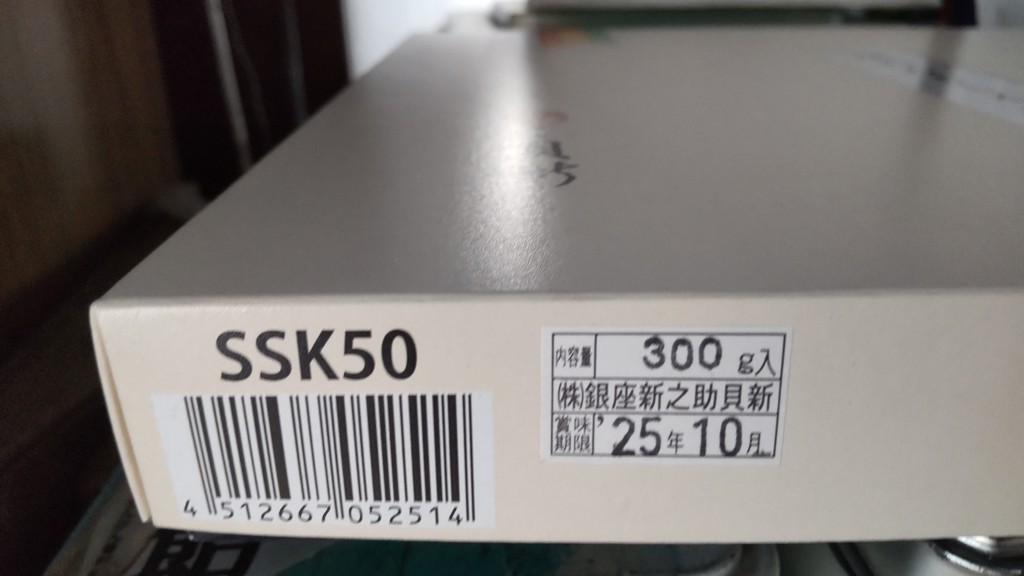 SSK50
4 512667 052514
内容量 300 g入
(株)銀座新之助貝新
賞味期限 '25年10月